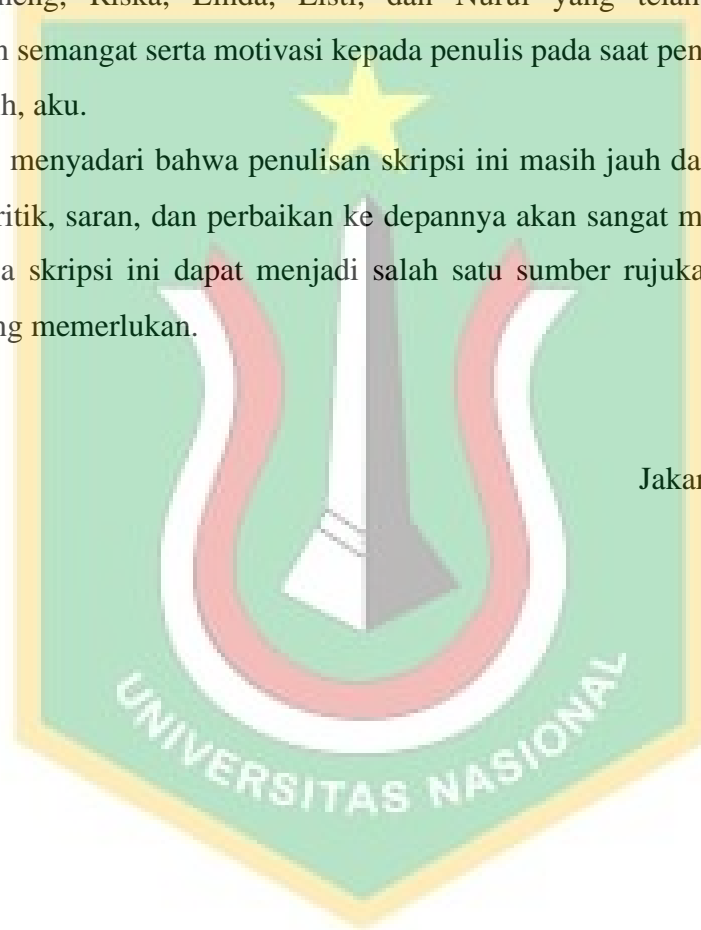 Riska, Linda, Listi, dan Nurul yang telah
semangat serta motivasi kepada penulis pada saat pen
h, aku.
menyadari bahwa penulisan skripsi ini masih jauh da
ritik, saran, dan perbaikan ke depannya akan sangat m
a skripsi ini dapat menjadi salah satu sumber rujuka
ng memerlukan.
Jakar
UNIVERSITAS NASIONAL